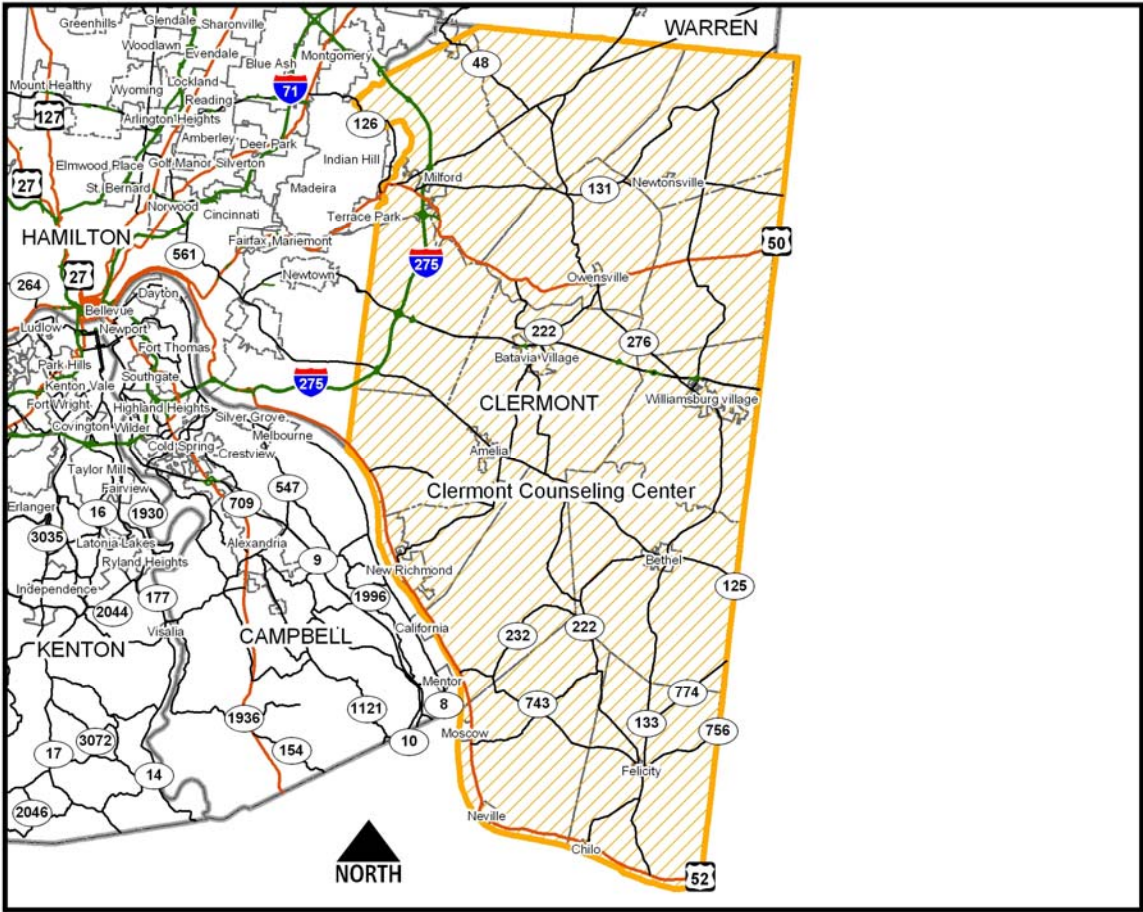 WARREN
Greenhills
Glendale
Sharonville
Woodlawn
Evendale
Montgomery
Blue Ash
48
Mount Healthy
Wyoming
Lockland
71
Reading
127
Arlington Heights
126
Amberley
Deer Park
Elmwood Place
Golf Manor
Silverton
Indian Hill
27
St. Bernard
Madeira
Milford
131
Newtonsville
Norwood
Cincinnati
Terrace Park
HAMILTON
Fairfax
Mariemont
50
561
275
27
Newtown
Owensville
264
Dayton
Bellevue
Ludlow
Newport
222
276
Fort Thomas
Batavia Village
Park Hills
Southgate
275
Kenton Vale
CLERMONT
Williamsburg village
Fort Wright
Highland Heights
Silver Grove
Covington
Wilder
Melbourne
Cold Spring
Crestview
Amelia
Taylor Mill
Fairview
547
Clermont Counseling Center
Erlanger
16
1930
709
3035
Latonia Lakes
Alexandria
Ryland Heights
9
New Richmond
Bethel
Independence
177
1996
125
2044
Visalia
California
232
222
KENTON
CAMPBELL
Mentor
774
8
743
1936
1121
133
756
Moscow
17
3072
154
10
14
Felicity
2046
Neville
Chilo
NORTH
52